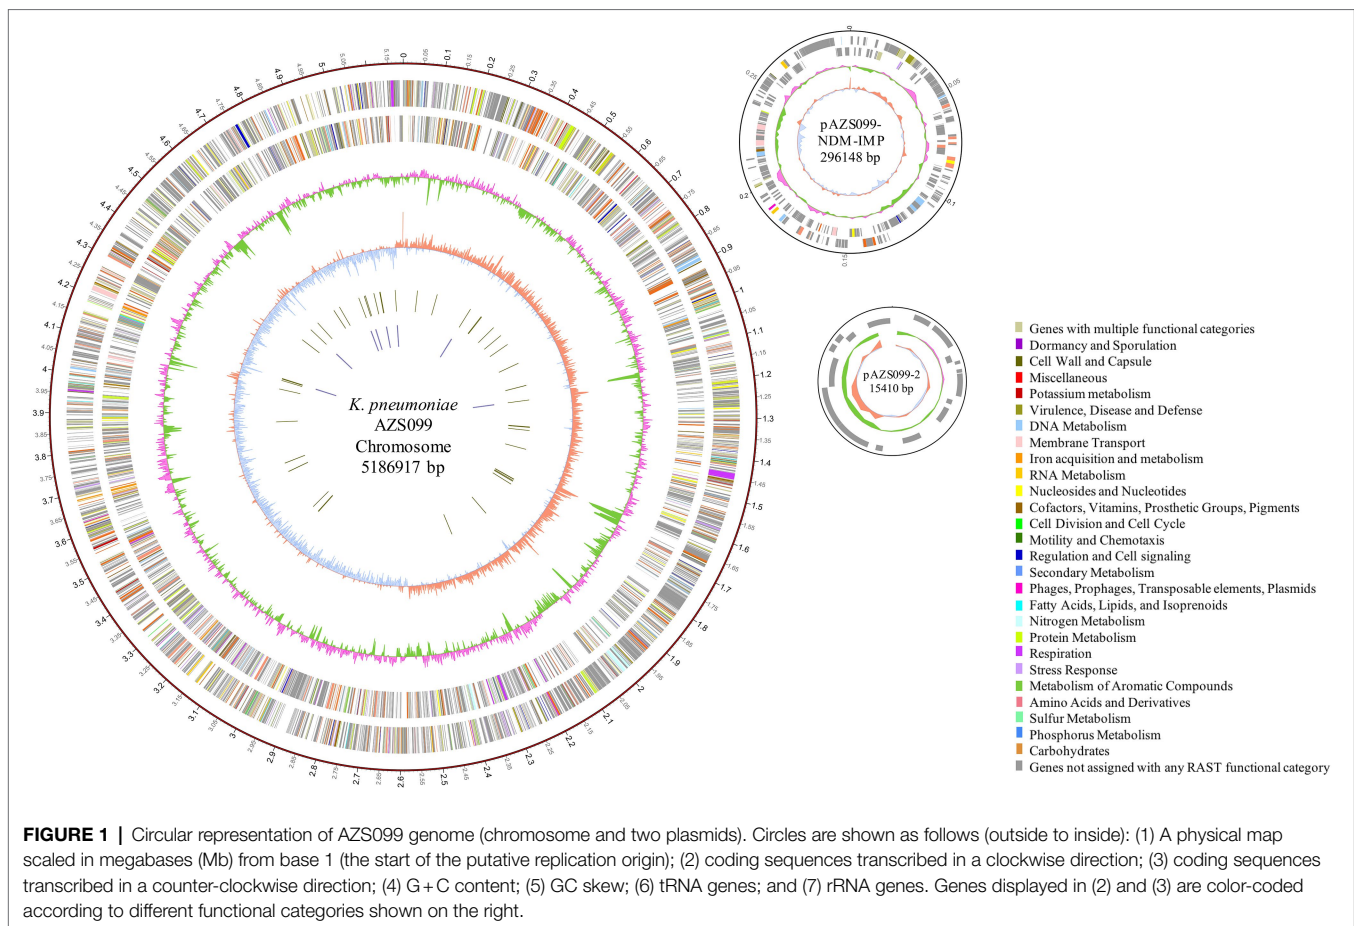 pAZS099-
NDM-IMP
296148 bp
K. pneumoniae
AZS099
Chromosome
5186917 bp
pAZS099-2
15410 bp
Genes with multiple functional categories
Dormancy and Sporulation
Cell Wall and Capsule
Miscellaneous
Potassium metabolism
Virulence, Disease and Defense
DNA Metabolism
Membrane Transport
Iron acquisition and metabolism
RNA Metabolism
Nucleosides and Nucleotides
Cofactors, Vitamins, Prosthetic Groups, Pigments
Cell Division and Cell Cycle
Motility and Chemotaxis
Regulation and Cell signaling
Secondary Metabolism
Phages, Prophages, Transposable elements, Plasmids
Fatty Acids, Lipids, and Isoprenoids
Nitrogen Metabolism
Protein Metabolism
Respiration
Stress Response
Metabolism of Aromatic Compounds
Amino Acids and Derivatives
Sulfur Metabolism
Phosphorus Metabolism
Carbohydrates
Genes not assigned with any RAST functional category
FIGURE 1 | Circular representation of AZS099 genome (chromosome and two plasmids). Circles are shown as follows (outside to inside): (1) A physical map
scaled in megabases (Mb) from base 1 (the start of the putative replication origin); (2) coding sequences transcribed in a clockwise direction; (3) coding sequences
transcribed in a counter-clockwise direction; (4) G+C content; (5) GC skew; (6) tRNA genes; and (7) rRNA genes. Genes displayed in (2) and (3) are color-coded
according to different functional categories shown on the right.